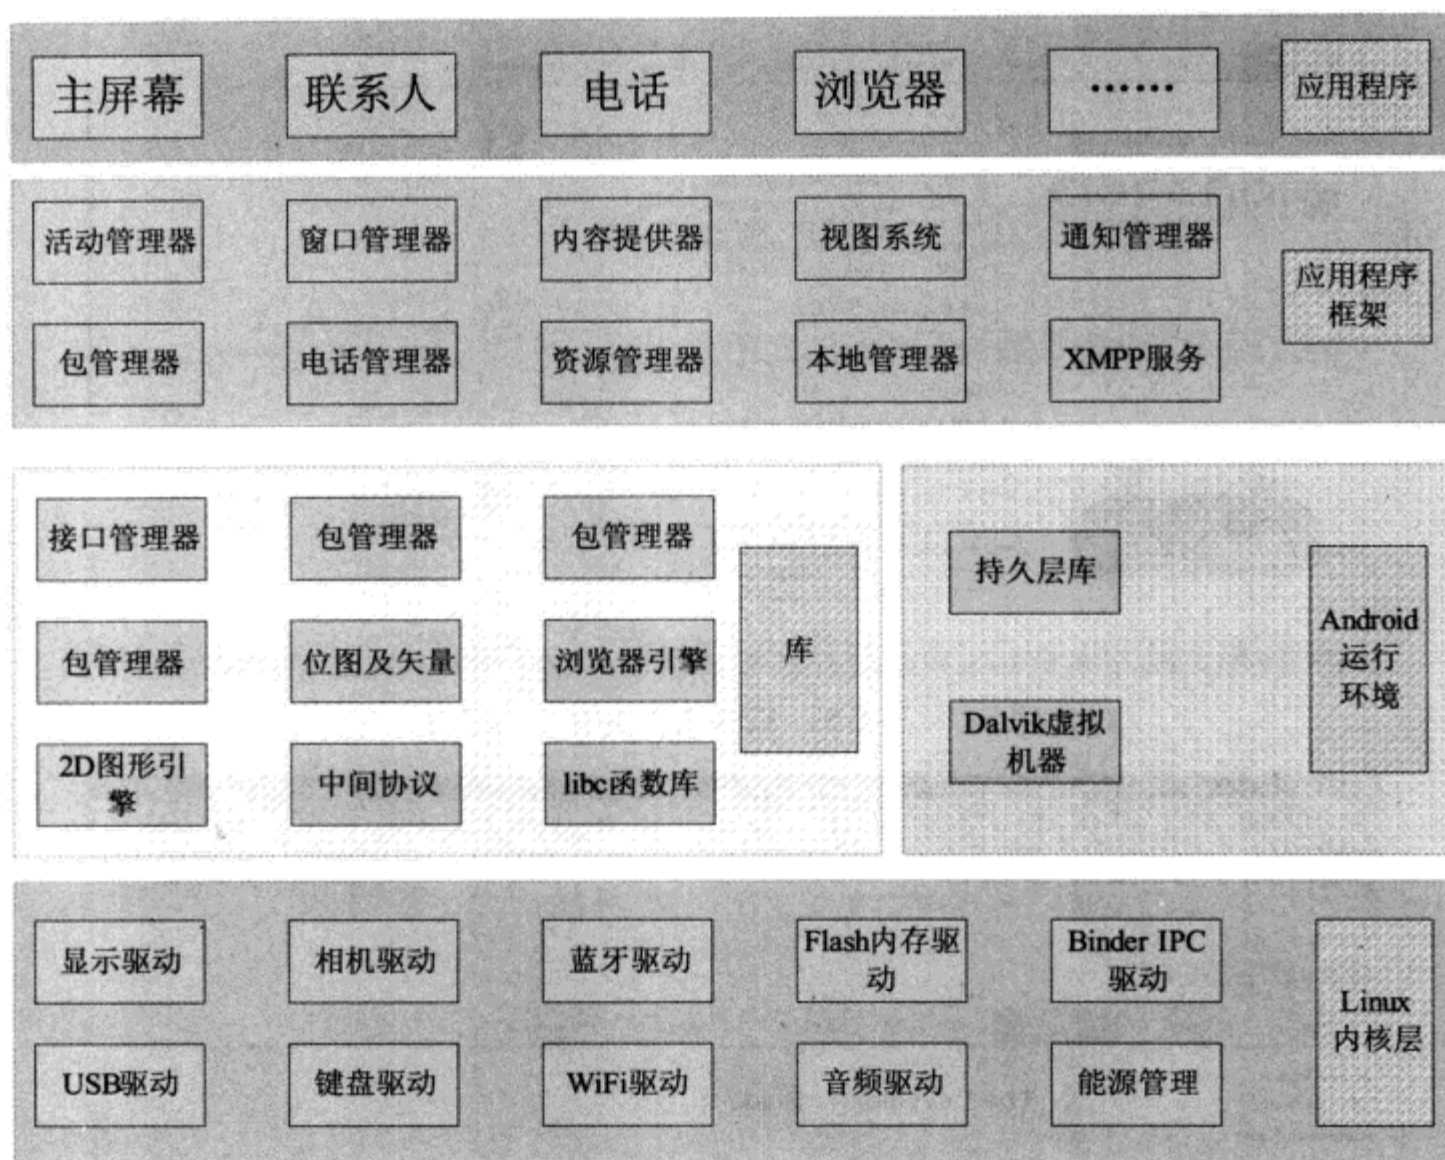 主屏幕
联系人
电话
浏览器
……
应用程序
活动管理器
窗口管理器
内容提供器
视图系统
通知管理器
应用程序
框架
包管理器
电话管理器
资源管理器
本地管理器
XMPP服务
接口管理器
包管理器
包管理器
包管理器
位图及矢量
浏览器引擎
2D图形引
擎
中间协议
libc函数库
库
持久层库
Dalvik虚拟
机器
Android
运行
环境
显示驱动
相机驱动
蓝牙驱动
Flash内存驱
动
Binder IPC
驱动
USB驱动
键盘驱动
WiFi驱动
音频驱动
能源管理
Linux
内核层